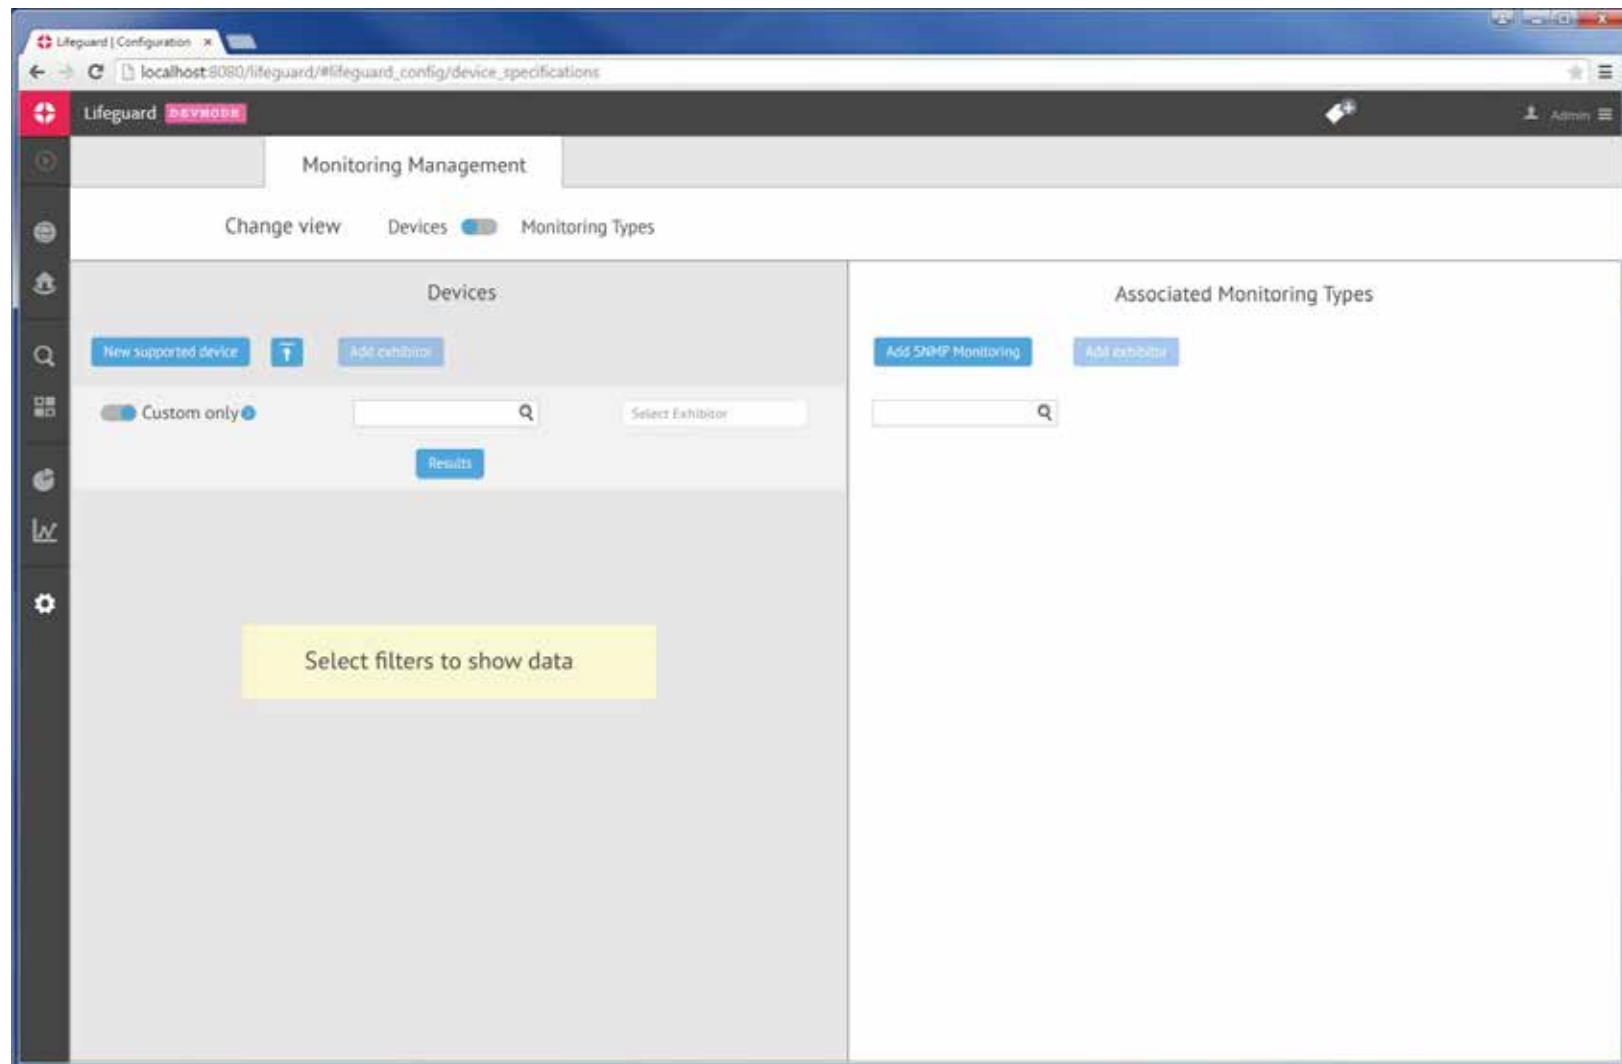 Lifeguard | Configuration
localhost:8080/lifeguard/#lifeguard_config/device_specifications
Lifeguard DEVMODE
Admin
Monitoring Management
Change view Devices Monitoring Types
Devices
Associated Monitoring Types
New supported device Add exhibitor
Add SNMP Monitoring Add exhibitor
Custom only Select Exhibitor
Results
Select filters to show data